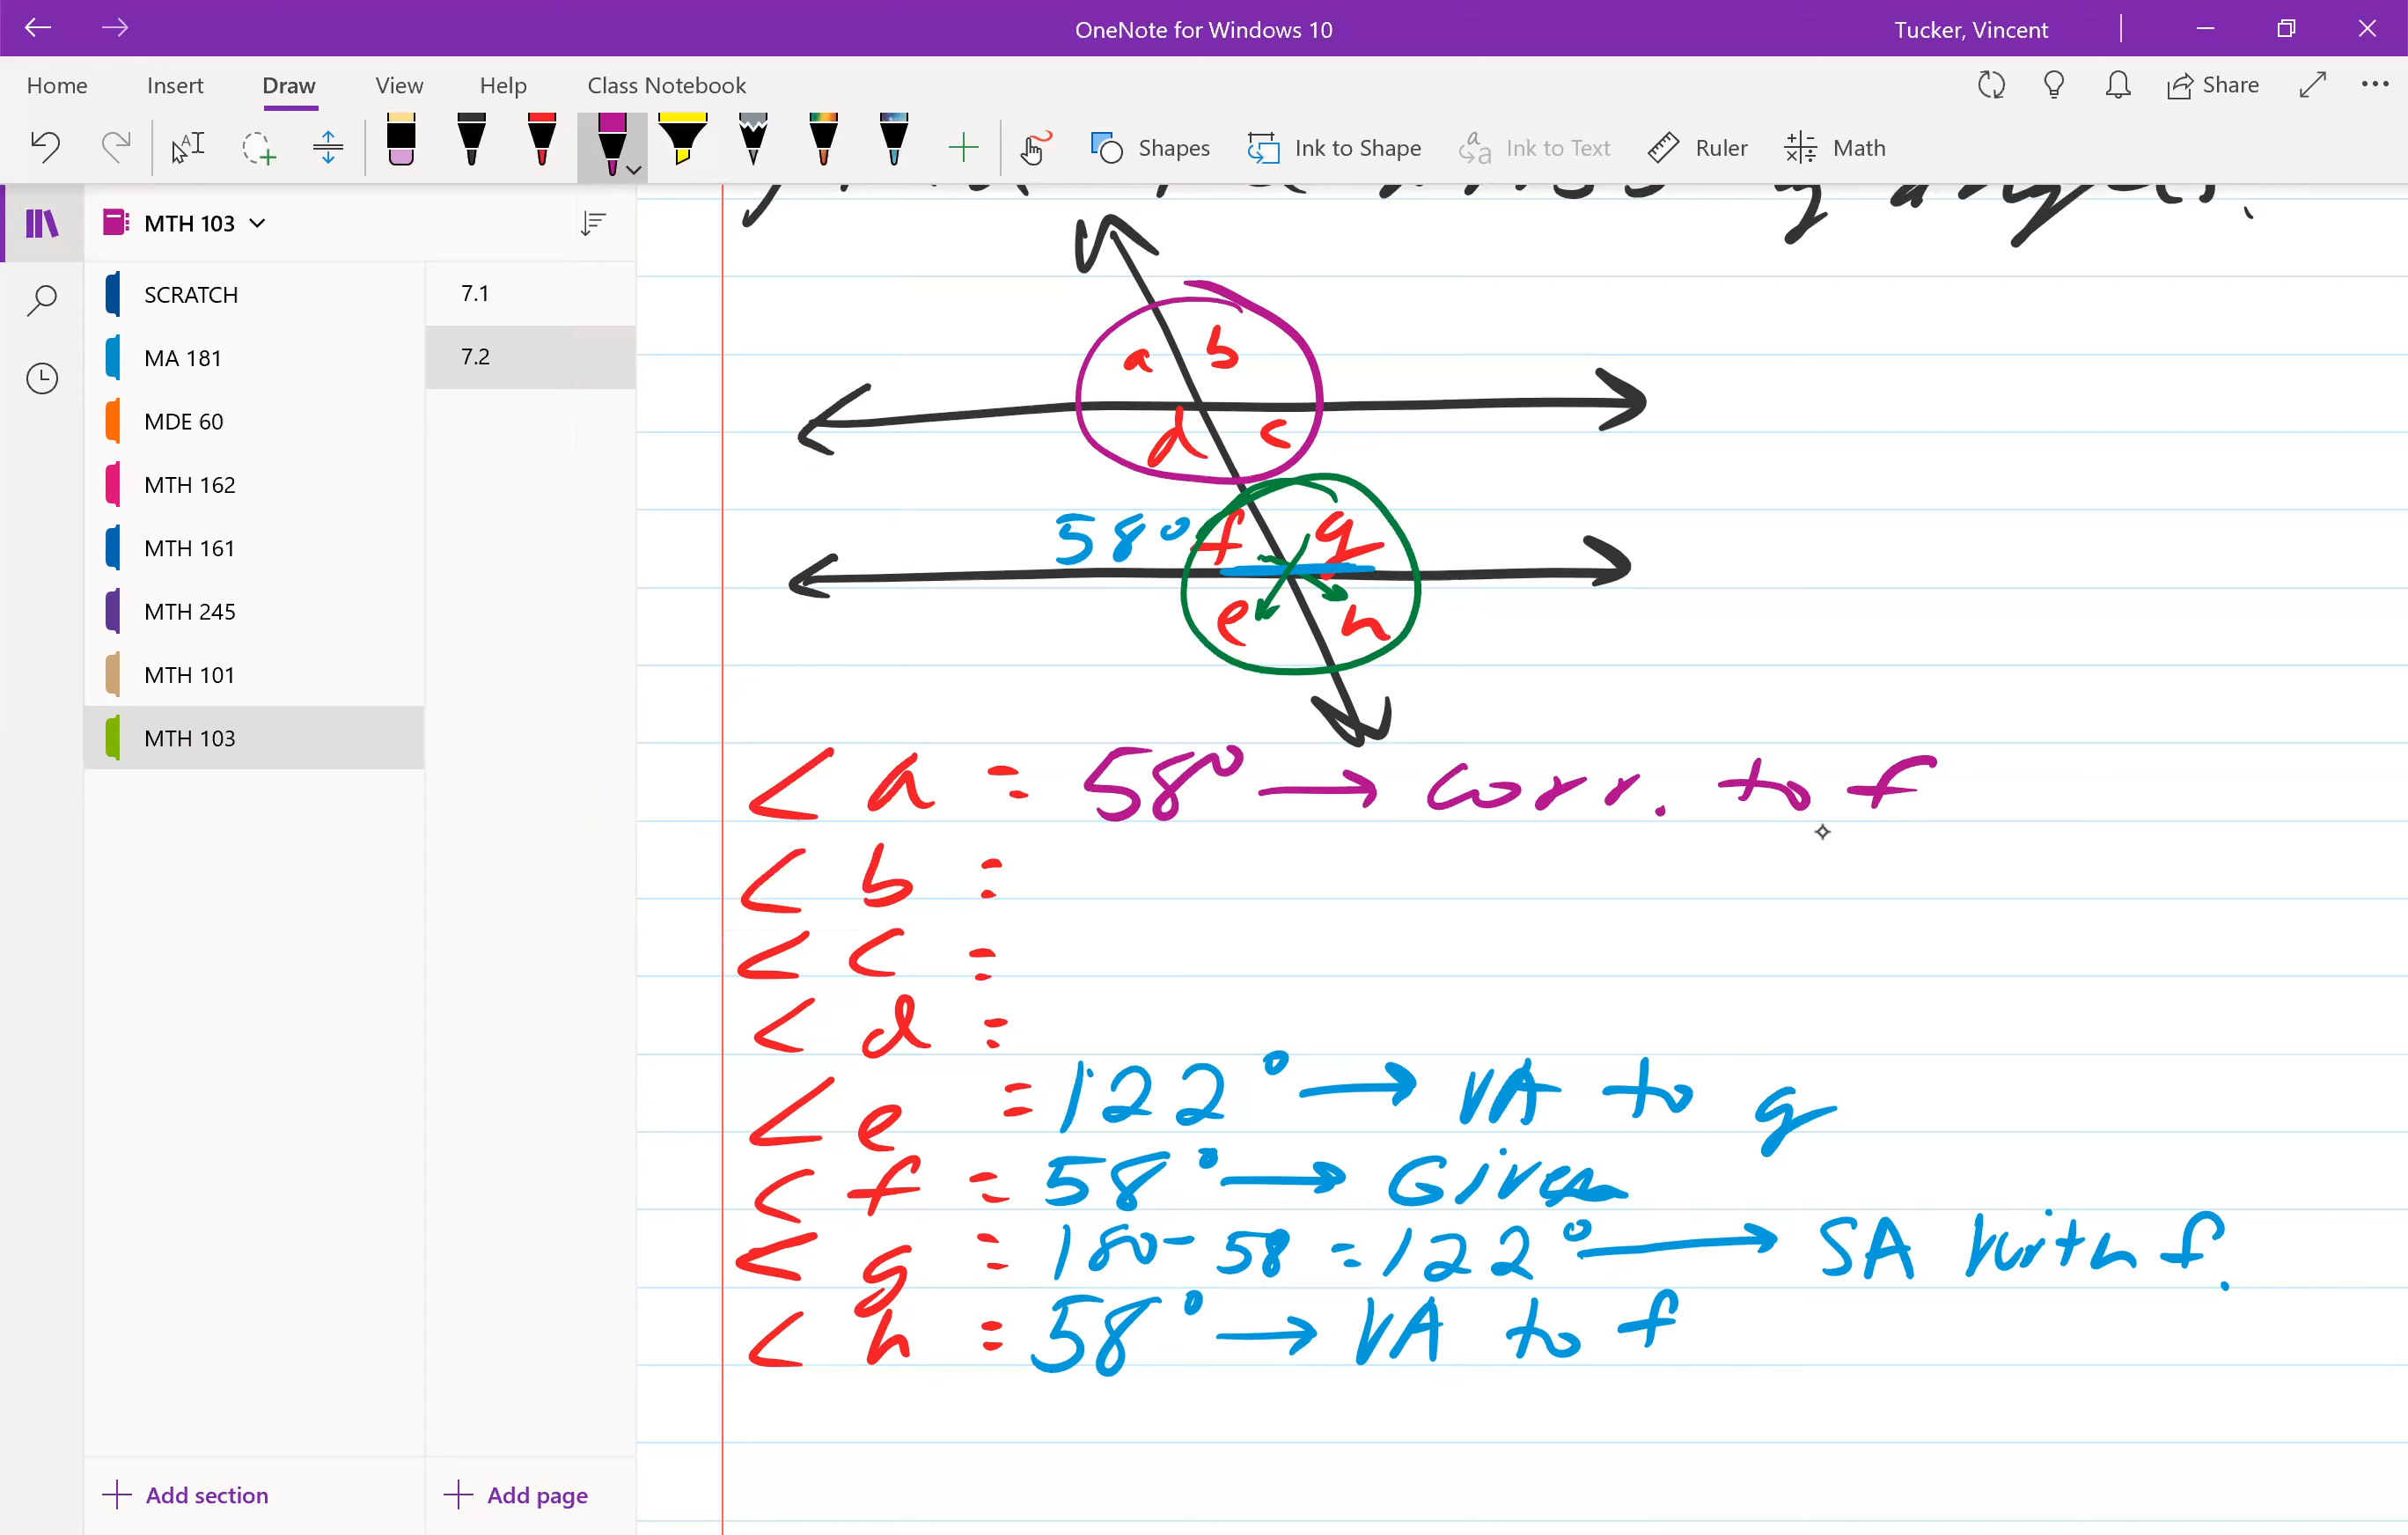 OneNote for Windows 10
Tucker, Vincent
Home Insert Draw View Help Class Notebook Share
Shapes Ink to Shape Ink to Text Ruler Math
MTH 103
SCRATCH
MA 181
MDE 60
MTH 162
MTH 161
MTH 245
MTH 101
MTH 103
7.1
7.2
Add section
Add page
a b
d c
58° f g
e h
< a = 58° → corr. to f
< b =
< c =
< d =
< e = 122° → VA to g
< f = 58° → Given
< g = 180 - 58 = 122° → SA with f.
< h = 58° → VA to f